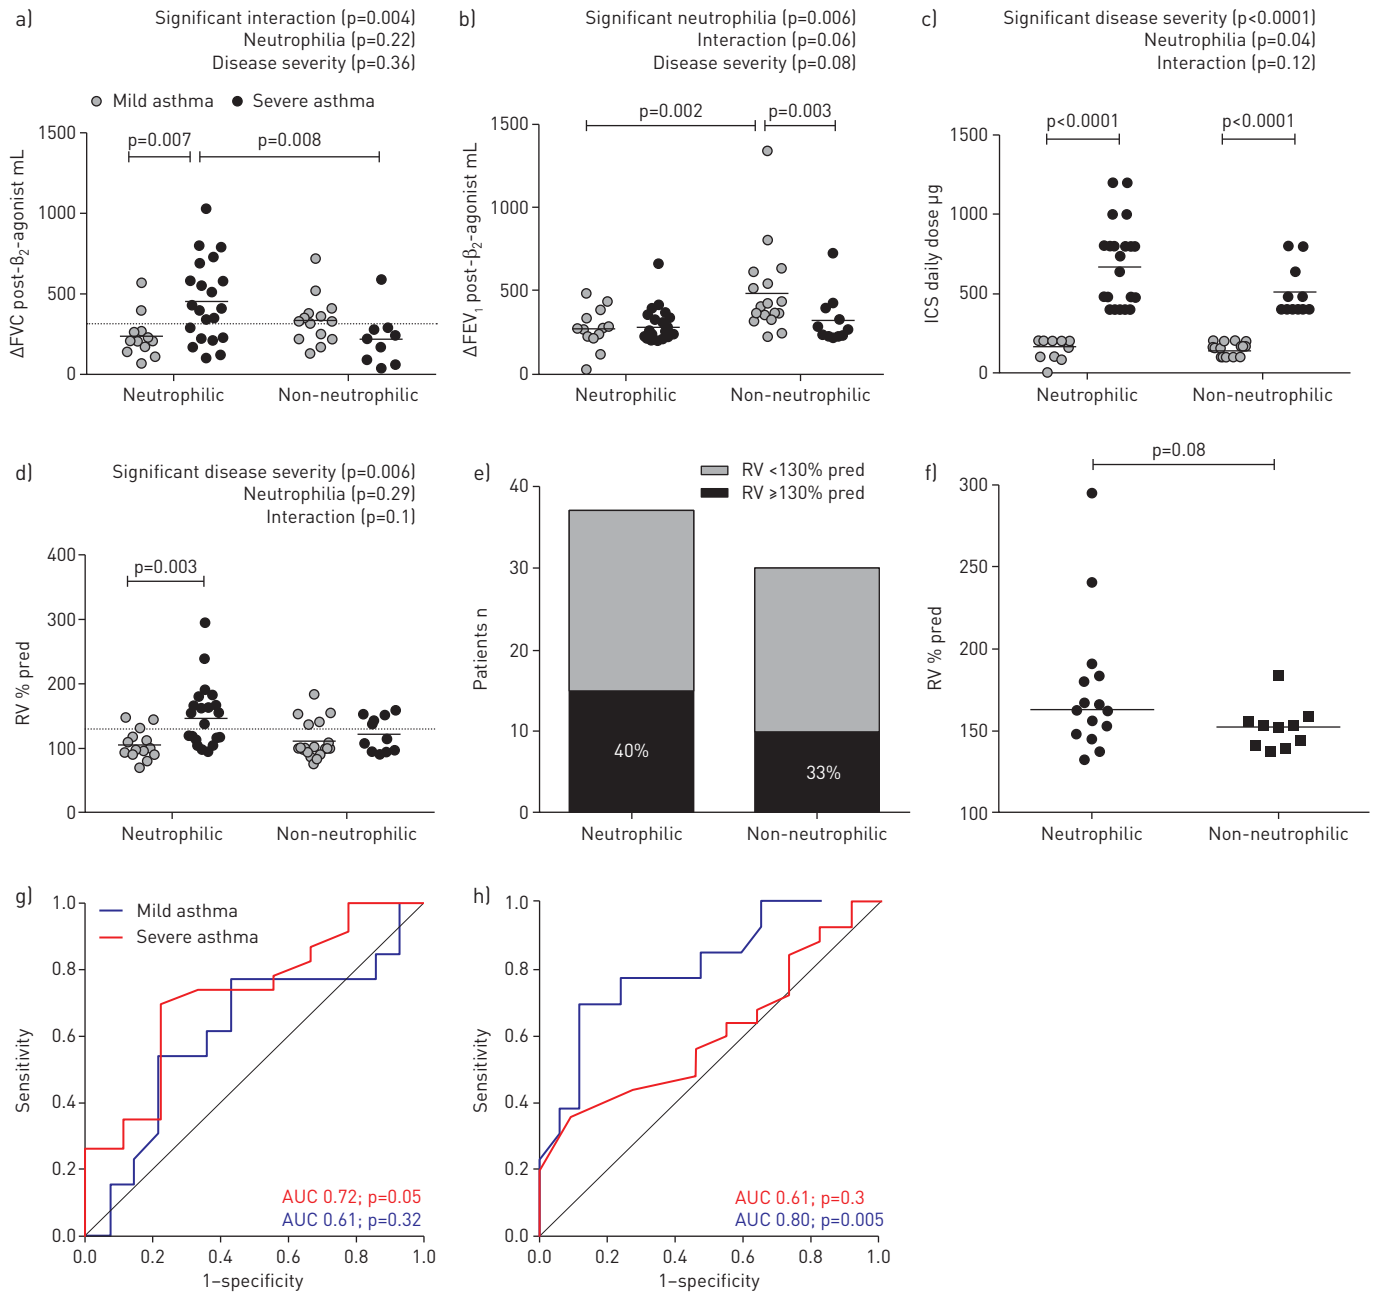 a)
Significant interaction (p=0.004)
Neutrophilia (p=0.22)
Disease severity (p=0.36)
Mild asthma
Severe asthma
p=0.007
p=0.008
ΔFVC post-β₂-agonist mL
1500
1000
500
0
Neutrophilic
Non-neutrophilic
b)
Significant neutrophilia (p=0.006)
Interaction (p=0.06)
Disease severity (p=0.08)
p=0.002
p=0.003
ΔFEV₁ post-β₂-agonist mL
1500
1000
500
0
Neutrophilic
Non-neutrophilic
c)
Significant disease severity (p<0.0001)
Neutrophilia (p=0.04)
Interaction (p=0.12)
p<0.0001
p<0.0001
ICS daily dose µg
1500
1000
500
0
Neutrophilic
Non-neutrophilic
d)
Significant disease severity (p=0.006)
Neutrophilia (p=0.29)
Interaction (p=0.1)
p=0.003
RV % pred
400
300
200
100
0
Neutrophilic
Non-neutrophilic
e)
RV <130% pred
RV ≥130% pred
Patients n
40
30
20
10
0
40%
33%
Neutrophilic
Non-neutrophilic
f)
p=0.08
RV % pred
300
250
200
150
100
Neutrophilic
Non-neutrophilic
g)
Mild asthma
Severe asthma
Sensitivity
1.0
0.8
0.6
0.4
0.2
0.0
AUC 0.72; p=0.05
AUC 0.61; p=0.32
0.0 0.2 0.4 0.6 0.8 1.0
1–specificity
h)
Sensitivity
1.0
0.8
0.6
0.4
0.2
0.0
AUC 0.61; p=0.3
AUC 0.80; p=0.005
0.0 0.2 0.4 0.6 0.8 1.0
1–specificity